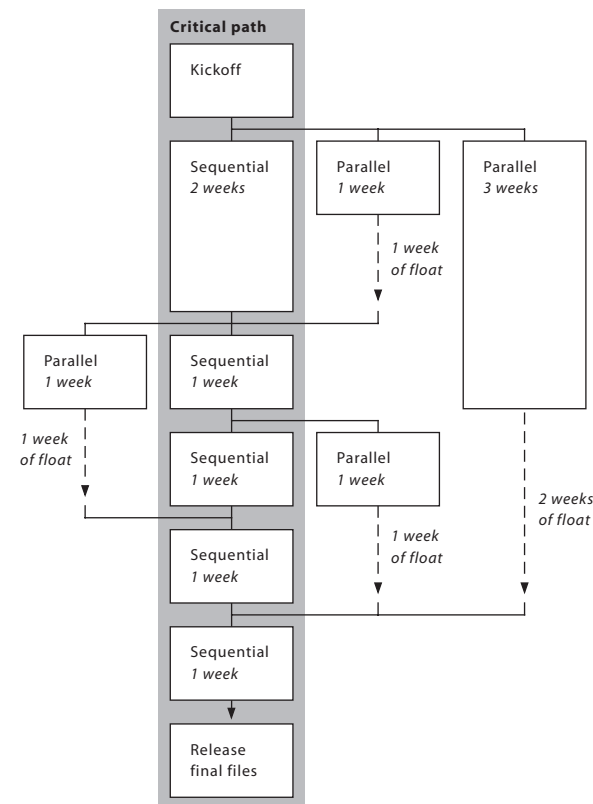 Critical path
Kickoff
Sequential
2 weeks
Parallel
1 week
Parallel
3 weeks
1 week
of float
Parallel
1 week
Sequential
1 week
1 week
of float
Sequential
1 week
Parallel
1 week
2 weeks
of float
Sequential
1 week
1 week
of float
Sequential
1 week
Release
final files